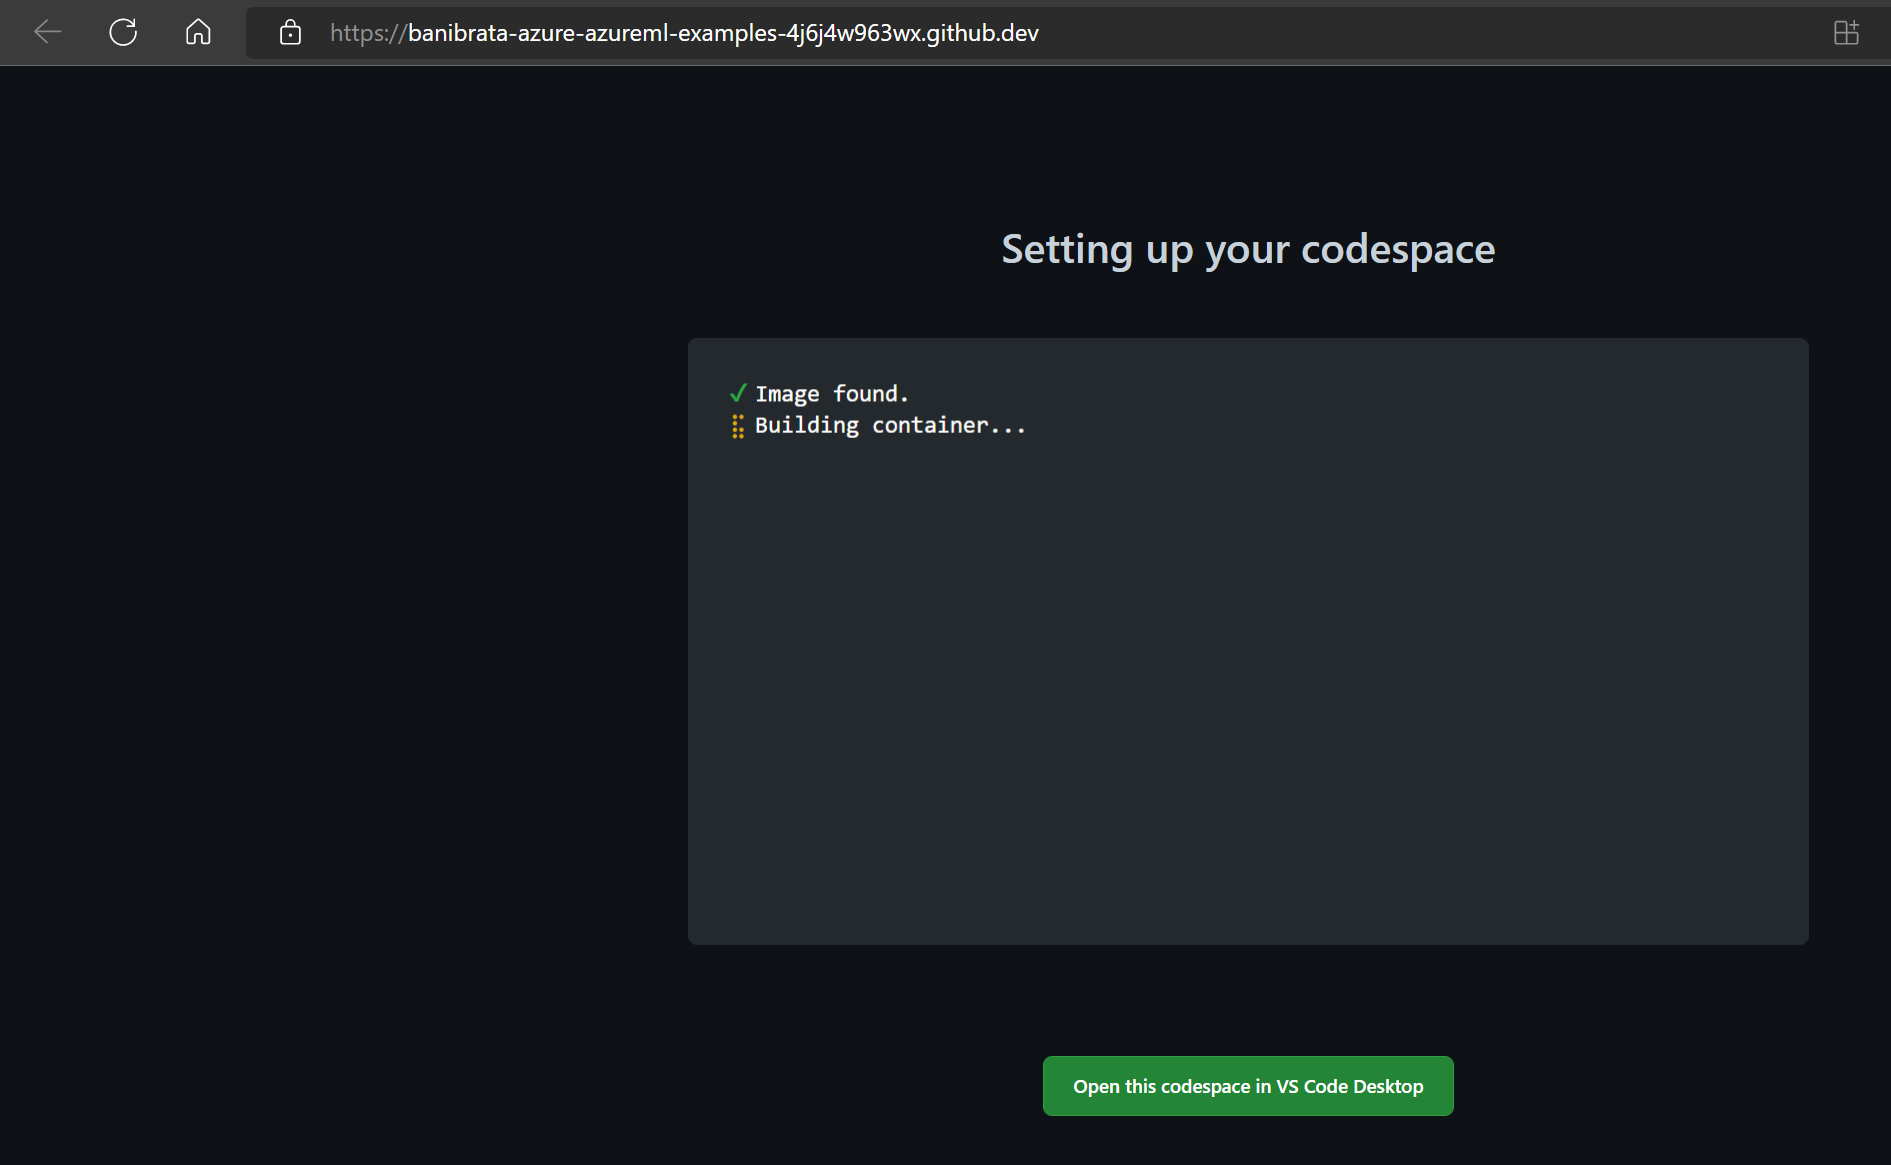 https://banibrata-azure-azureml-examples-4j6j4w963wx.github.dev
Setting up your codespace
✓ Image found.
Building container...
Open this codespace in VS Code Desktop